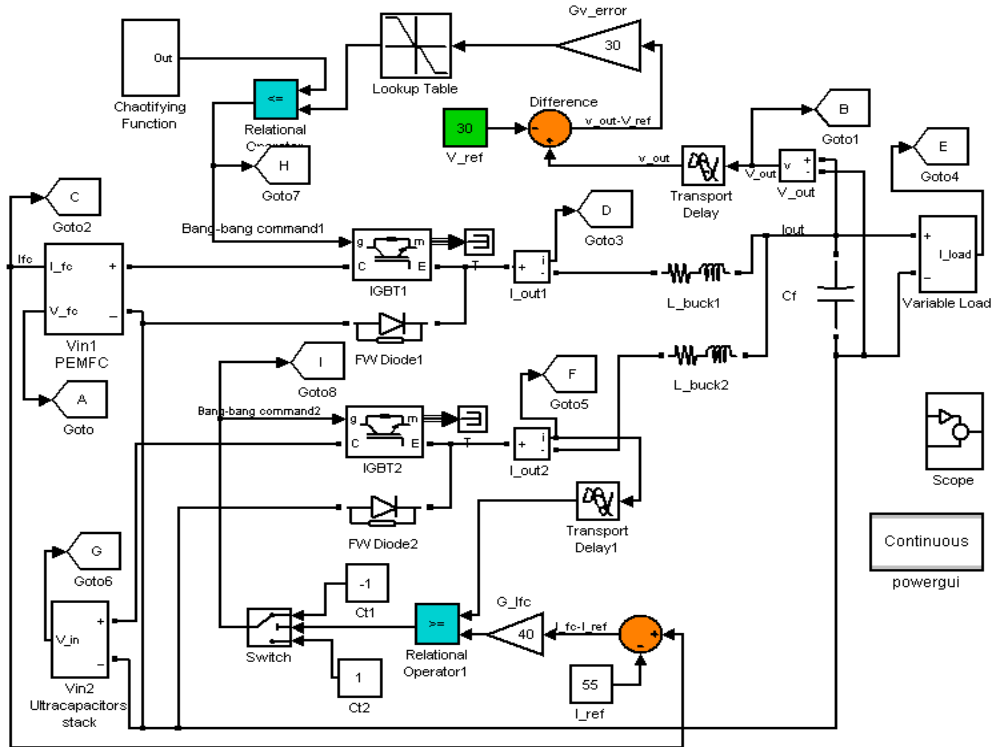 Out
Chaotifying
Function
<=
Relational
Operator
Lookup Table
Gv_error
30
Difference
v_out-V_ref
30
V_ref
v_out
Transport
Delay
V_out
V_out
v
+
-
B
Goto1
E
Goto4
H
Goto7
C
Goto2
Ifc
I_fc
V_fc
+
-
Vin1
PEMFC
A
Goto
Bang-bang command1
g
m
C
E
IGBT1
FW Diode1
T
D
Goto3
+
i
-
I_out1
L_buck1
Iout
Cf
+
-
I_load
Variable Load
I
Goto8
Bang-bang command2
g
m
C
E
IGBT2
FW Diode2
T
F
Goto5
+
i
-
I_out2
L_buck2
Transport
Delay1
Scope
Continuous
powergui
G
Goto6
V_in
+
-
Vin2
Ultracapacitors
stack
Switch
-1
Ct1
1
Ct2
>=
Relational
Operator1
G_Ifc
40
I_fc-I_ref
+
-
55
I_ref